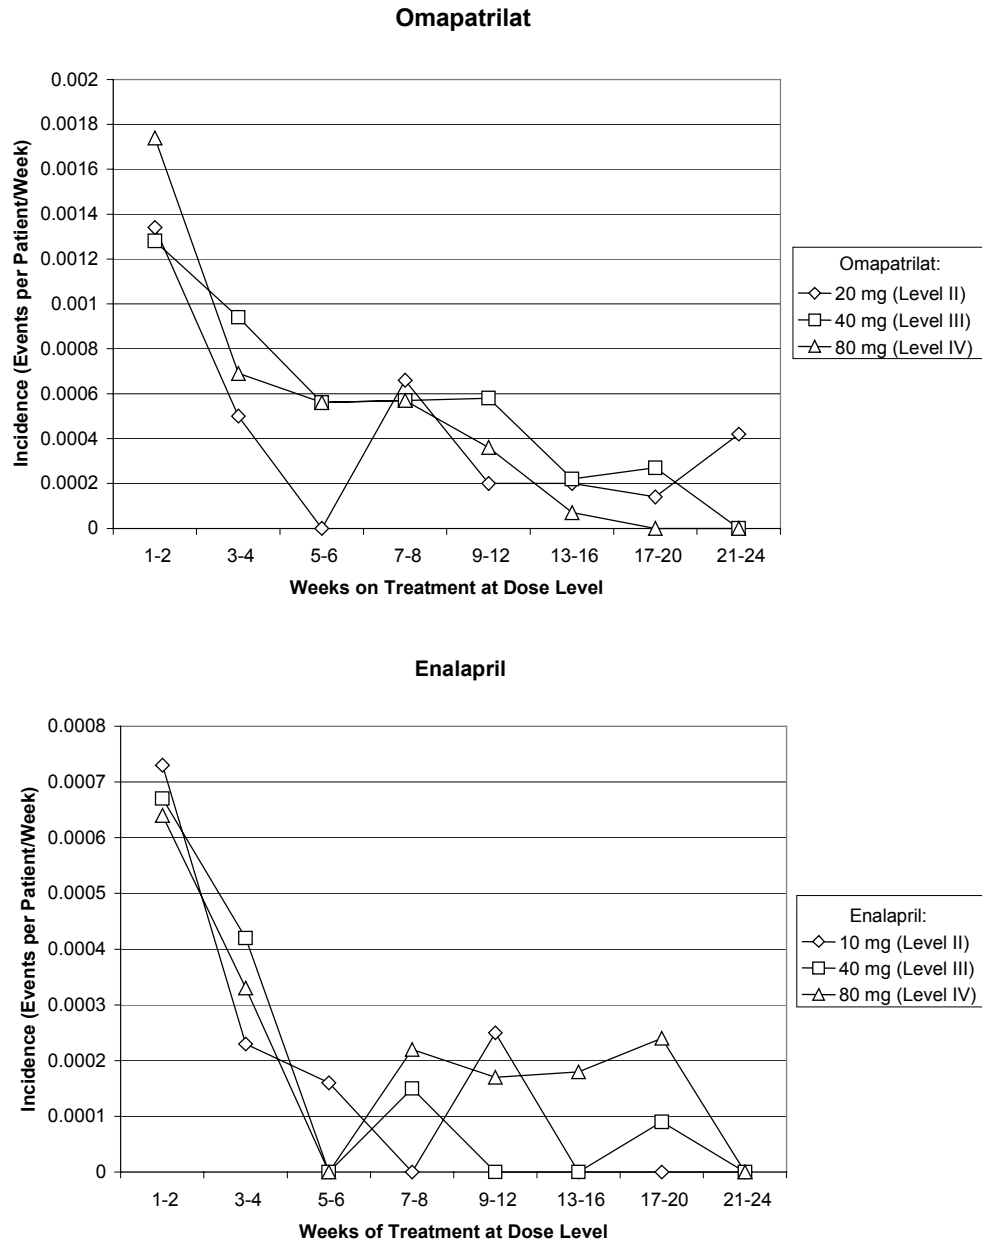 Omapatrilat
0.002
0.0018
0.0016
0.0014
0.0012
0.001
0.0008
0.0006
0.0004
0.0002
0
Incidence (Events per Patient/Week)
1-2 3-4 5-6 7-8 9-12 13-16 17-20 21-24
Weeks on Treatment at Dose Level
Omapatrilat:
20 mg (Level II)
40 mg (Level III)
80 mg (Level IV)
Enalapril
0.0008
0.0007
0.0006
0.0005
0.0004
0.0003
0.0002
0.0001
0
Incidence (Events per Patient/Week)
1-2 3-4 5-6 7-8 9-12 13-16 17-20 21-24
Weeks of Treatment at Dose Level
Enalapril:
10 mg (Level II)
40 mg (Level III)
80 mg (Level IV)